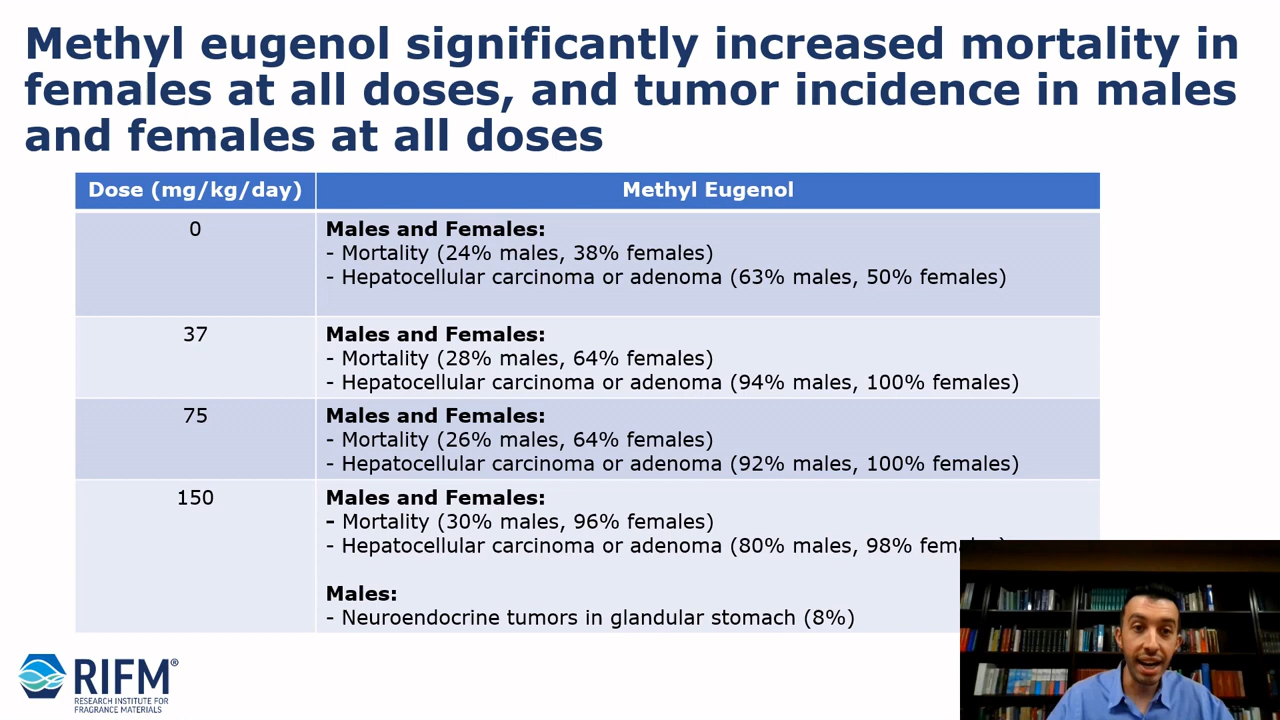 Methyl eugenol significantly increased mortality in
females at all doses, and tumor incidence in males
and females at all doses
Dose (mg/kg/day) Methyl Eugenol
0
Males and Females:
- Mortality (24% males, 38% females)
- Hepatocellular carcinoma or adenoma (63% males, 50% females)
37
Males and Females:
- Mortality (28% males, 64% females)
- Hepatocellular carcinoma or adenoma (94% males, 100% females)
75
Males and Females:
- Mortality (26% males, 64% females)
- Hepatocellular carcinoma or adenoma (92% males, 100% females)
150
Males and Females:
- Mortality (30% males, 96% females)
- Hepatocellular carcinoma or adenoma (80% males, 98%
Males:
- Neuroendocrine tumors in glandular stomach (8%)
RIFM®
RESEARCH INSTITUTE FOR
FRAGRANCE MATERIALS